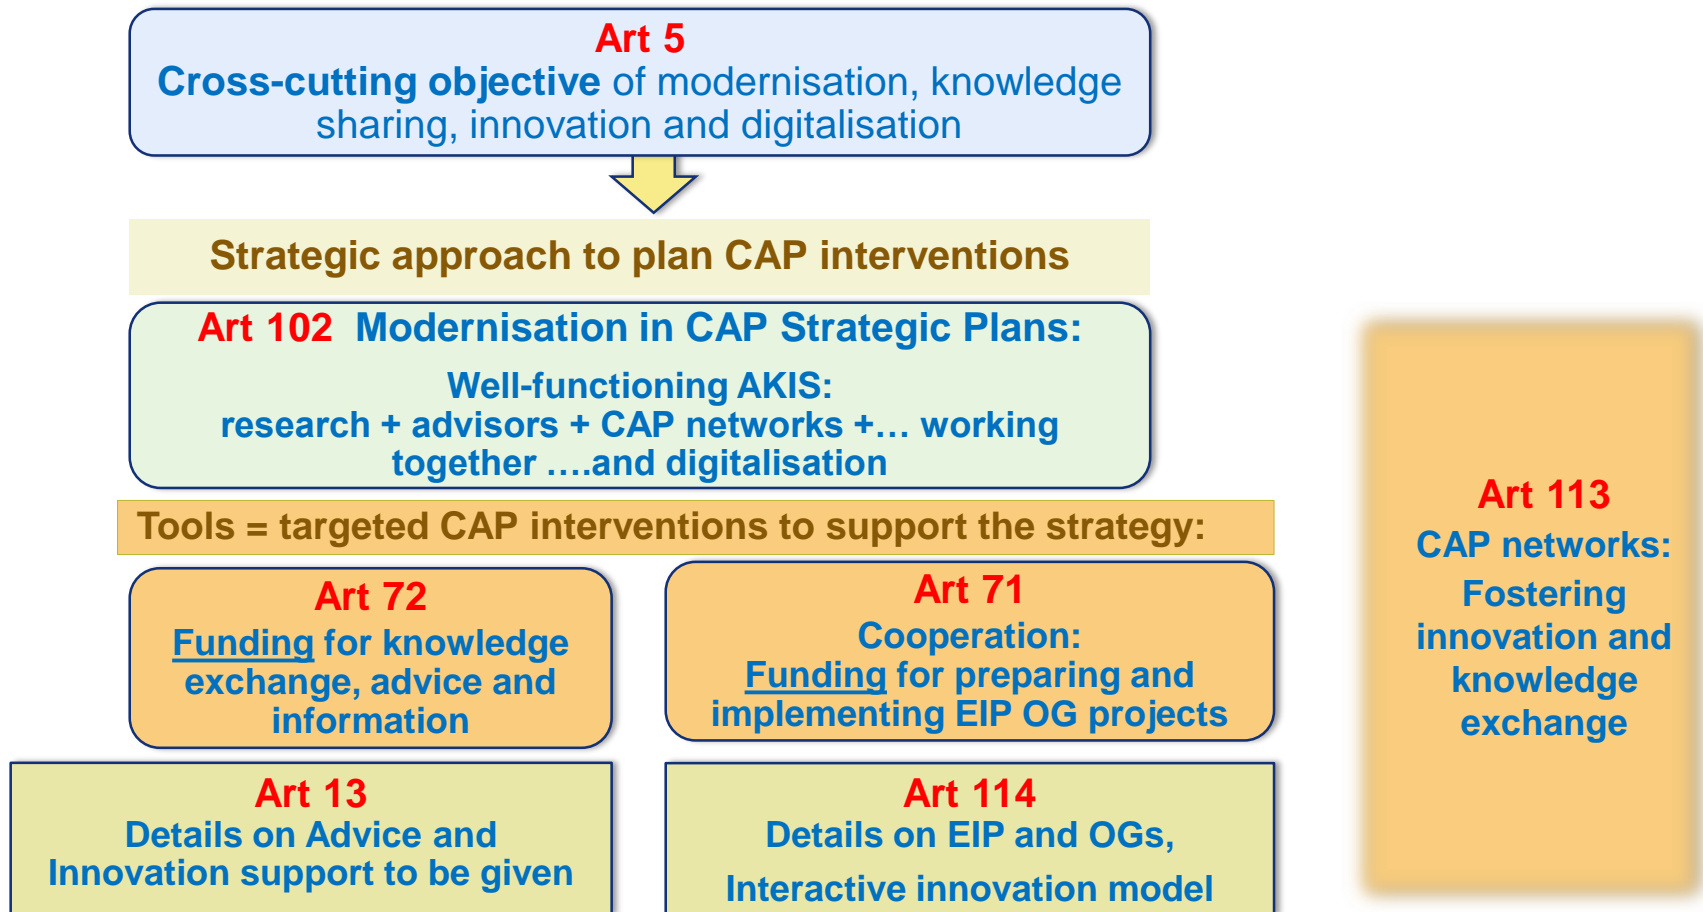 Art 5
Cross-cutting objective of modernisation, knowledge
sharing, innovation and digitalisation
Strategic approach to plan CAP interventions
Art 102 Modernisation in CAP Strategic Plans:
Well-functioning AKIS:
research + advisors + CAP networks +… working
together ….and digitalisation
Tools = targeted CAP interventions to support the strategy:
Art 72
Funding for knowledge
exchange, advice and
information
Art 71
Cooperation:
Funding for preparing and
implementing EIP OG projects
Art 13
Details on Advice and
Innovation support to be given
Art 114
Details on EIP and OGs,
Interactive innovation model
Art 113
CAP networks:
Fostering
innovation and
knowledge
exchange